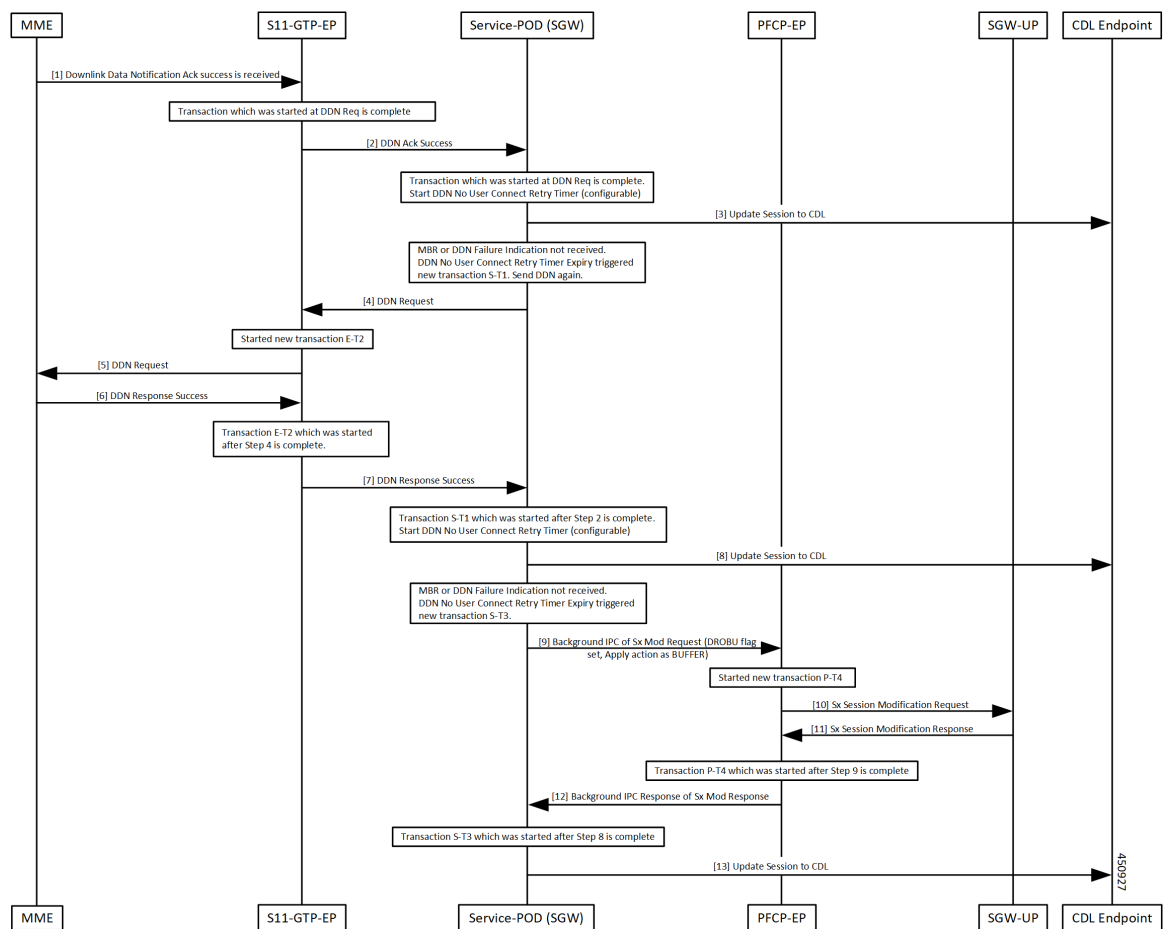 MME
S11-GTP-EP
Service-POD (SGW)
PFCP-EP
SGW-UP
CDL Endpoint
[1] Downlink Data Notification Ack success is received
Transaction which was started at DDN Req is complete
[2] DDN Ack Success
Transaction which was started at DDN Req is complete.
Start DDN No User Connect Retry Timer (configurable)
[3] Update Session to CDL
MBR or DDN Failure Indication not received.
DDN No User Connect Retry Timer Expiry triggered
new transaction S-T1. Send DDN again.
[4] DDN Request
Started new transaction E-T2
[5] DDN Request
[6] DDN Response Success
Transaction E-T2 which was started
after Step 4 is complete.
[7] DDN Response Success
Transaction S-T1 which was started after Step 2 is complete.
Start DDN No User Connect Retry Timer (configurable)
[8] Update Session to CDL
MBR or DDN Failure Indication not received.
DDN No User Connect Retry Timer Expiry triggered
new transaction S-T3.
[9] Background IPC of Sx Mod Request (DROBU flag
set, Apply action as BUFFER)
Started new transaction P-T4
[10] Sx Session Modification Request
[11] Sx Session Modification Response
Transaction P-T4 which was started after Step 9 is complete
[12] Background IPC Response of Sx Mod Response
Transaction S-T3 which was started after Step 8 is complete
[13] Update Session to CDL
450927
MME
S11-GTP-EP
Service-POD (SGW)
PFCP-EP
SGW-UP
CDL Endpoint